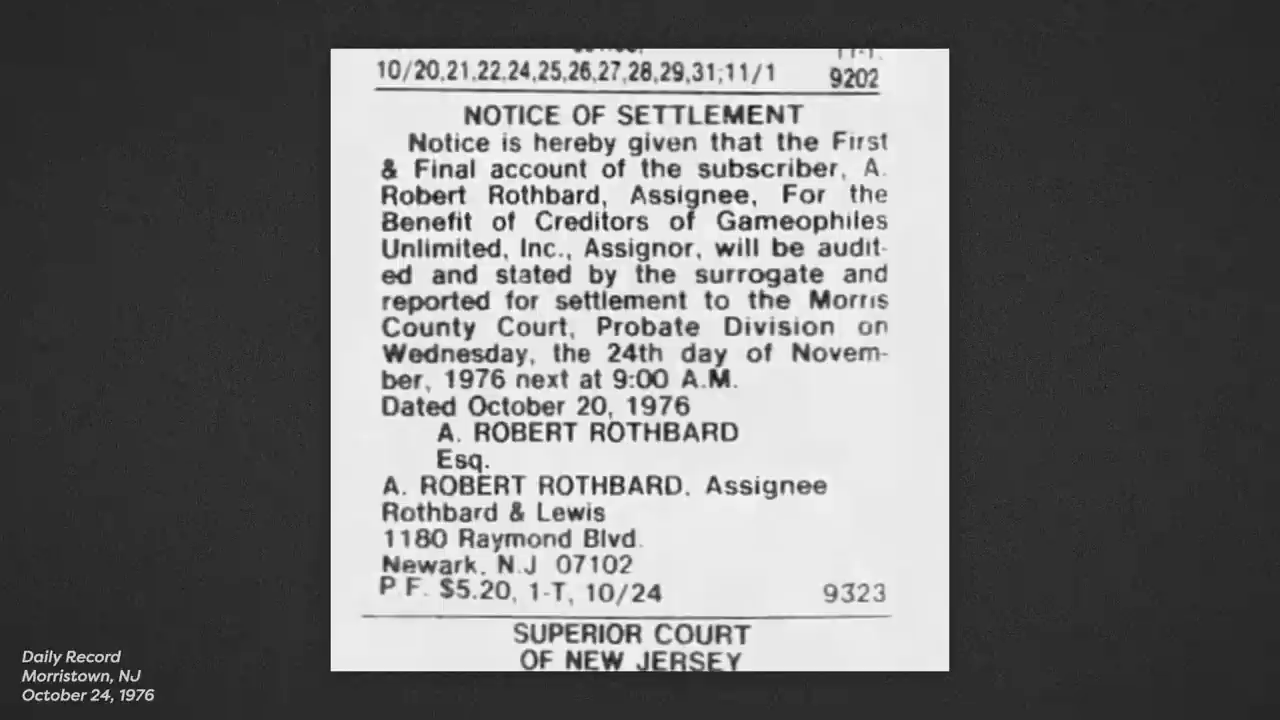 10/20,21,22,24,25,26,27,28,29,31;11/1 9202
NOTICE OF SETTLEMENT
Notice is hereby given that the First
& Final account of the subscriber, A.
Robert Rothbard, Assignee, For the
Benefit of Creditors of Gameophiles
Unlimited, Inc., Assignor, will be audit-
ed and stated by the surrogate and
reported for settlement to the Morris
County Court, Probate Division on
Wednesday, the 24th day of Novem-
ber, 1976 next at 9:00 A.M.
Dated October 20, 1976
A. ROBERT ROTHBARD
Esq.
A. ROBERT ROTHBARD, Assignee
Rothbard & Lewis
1180 Raymond Blvd.
Newark, N.J 07102
P F. $5.20, 1-T, 10/24 9323
SUPERIOR COURT
OF NEW JERSEY
Daily Record
Morristown, NJ
October 24, 1976